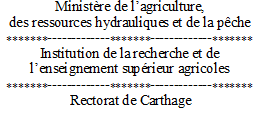 Ministère de l'agriculture,
des ressources hydrauliques et de la pêche
*******-------------*******-------------*******
Institution de la recherche et de
l'enseignement supérieur agricoles
*******-------------*******-------------*******
Rectorat de Carthage